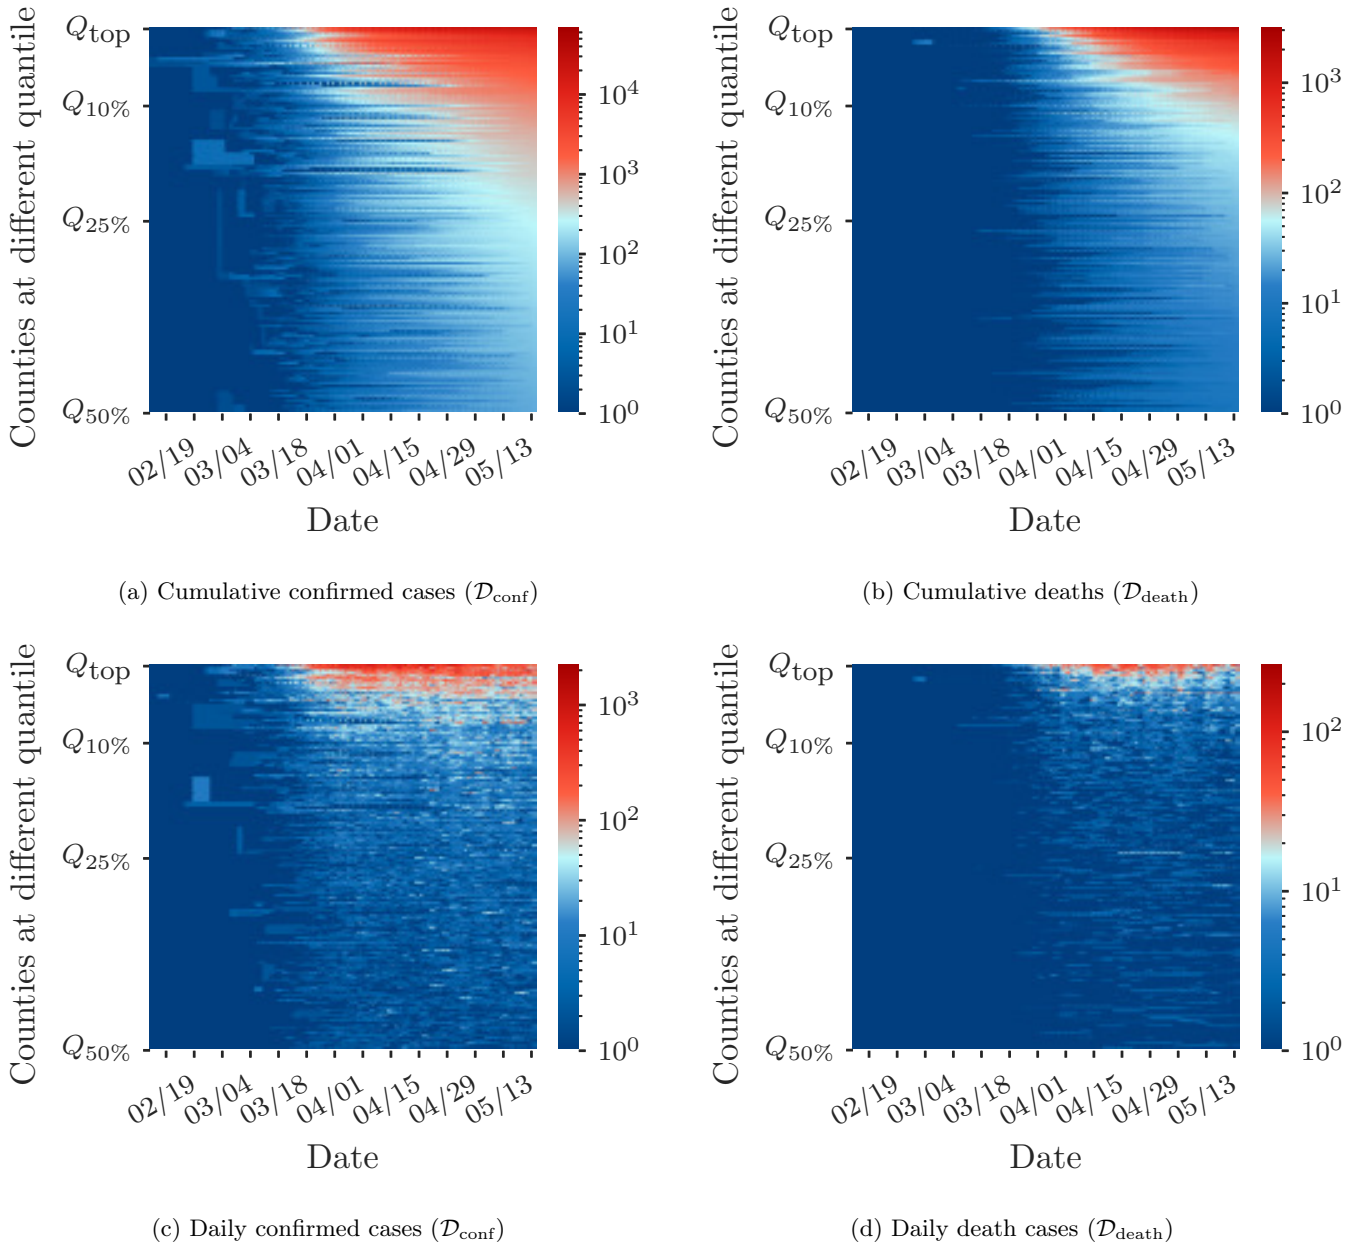 Counties at different quantile
Q_top
Q_10%
Q_25%
Q_50%
02/19 03/04 03/18 04/01 04/15 04/29 05/13
Date
10^4
10^3
10^2
10^1
10^0
(a) Cumulative confirmed cases (𝒟_conf)
Counties at different quantile
Q_top
Q_10%
Q_25%
Q_50%
02/19 03/04 03/18 04/01 04/15 04/29 05/13
Date
10^3
10^2
10^1
10^0
(b) Cumulative deaths (𝒟_death)
Counties at different quantile
Q_top
Q_10%
Q_25%
Q_50%
02/19 03/04 03/18 04/01 04/15 04/29 05/13
Date
10^3
10^2
10^1
10^0
(c) Daily confirmed cases (𝒟_conf)
Counties at different quantile
Q_top
Q_10%
Q_25%
Q_50%
02/19 03/04 03/18 04/01 04/15 04/29 05/13
Date
10^2
10^1
10^0
(d) Daily death cases (𝒟_death)